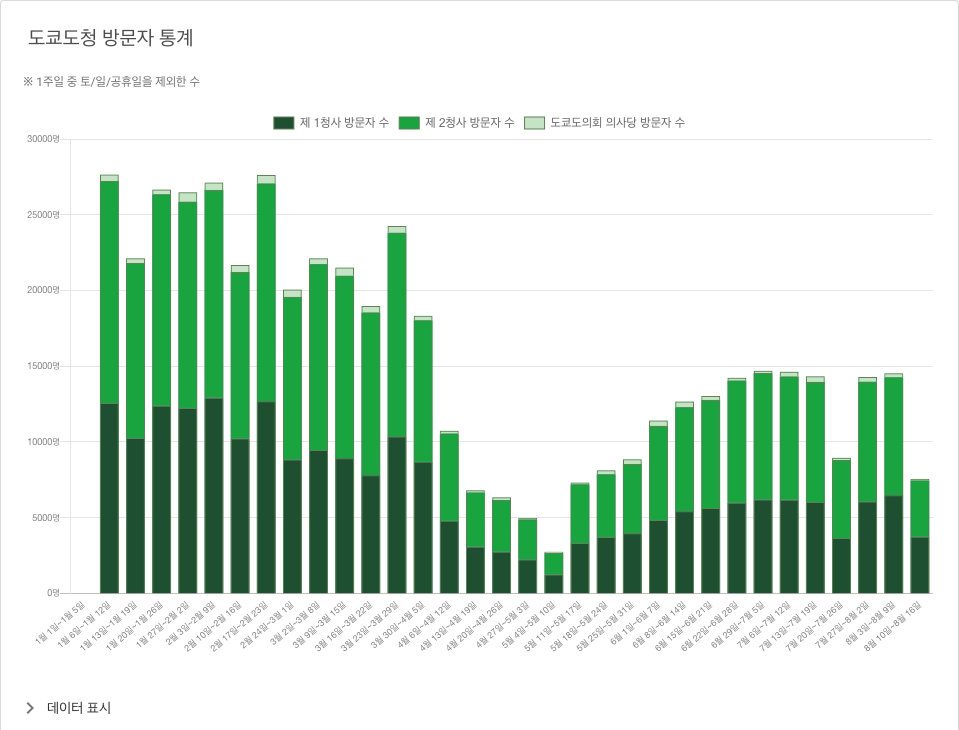 도쿄도청 방문자 통계
※ 1주일 중 토/일/공휴일을 제외한 수
제 1청사 방문자 수 제 2청사 방문자 수 도쿄도의회 의사당 방문자 수
30000명
25000명
20000명
15000명
10000명
5000명
0명
1월 1일~1월 5일
1월 6일~1월 12일
1월 13일~1월 19일
1월 20일~1월 26일
1월 27일~2월 2일
2월 3일~2월 9일
2월 10일~2월 16일
2월 17일~2월 23일
2월 24일~3월 1일
3월 2일~3월 8일
3월 9일~3월 15일
3월 16일~3월 22일
3월 23일~3월 29일
3월 30일~4월 5일
4월 6일~4월 12일
4월 13일~4월 19일
4월 20일~4월 26일
4월 27일~5월 3일
5월 4일~5월 10일
5월 11일~5월 17일
5월 18일~5월 24일
5월 25일~5월 31일
6월 1일~6월 7일
6월 8일~6월 14일
6월 15일~6월 21일
6월 22일~6월 28일
6월 29일~7월 5일
7월 6일~7월 12일
7월 13일~7월 19일
7월 20일~7월 26일
7월 27일~8월 2일
8월 3일~8월 9일
8월 10일~8월 16일
데이터 표시